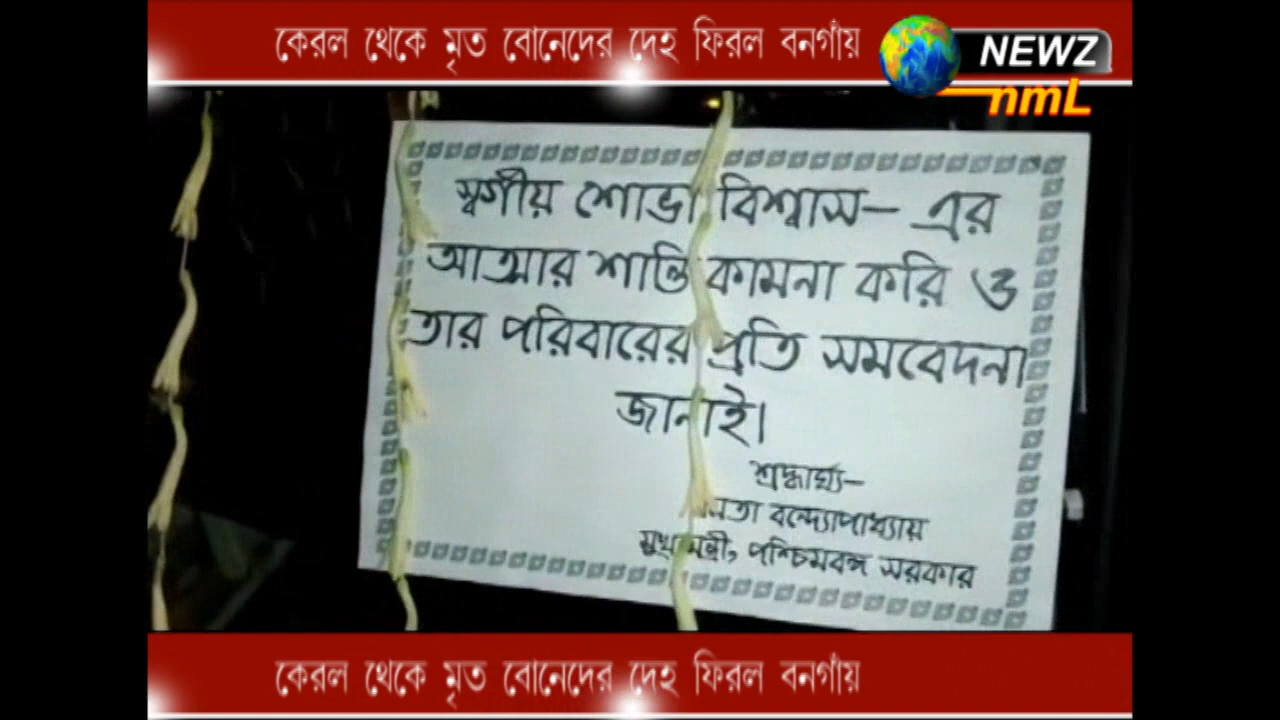 কেরল থেকে মৃত বোনেদের দেহ ফিরল বনগাঁয়
NEWZ
nmL
স্বর্গীয় শোভা বিশ্বাস- এর
আত্মার শান্তি কামনা করি ও
তার পরিবারের প্রতি সমবেদনা
জানাই।
শ্রদ্ধার্ঘ্য-
মমতা বন্দ্যোপাধ্যায়
মুখ্যমন্ত্রী, পশ্চিমবঙ্গ সরকার
কেরল থেকে মৃত বোনেদের দেহ ফিরল বনগাঁয়